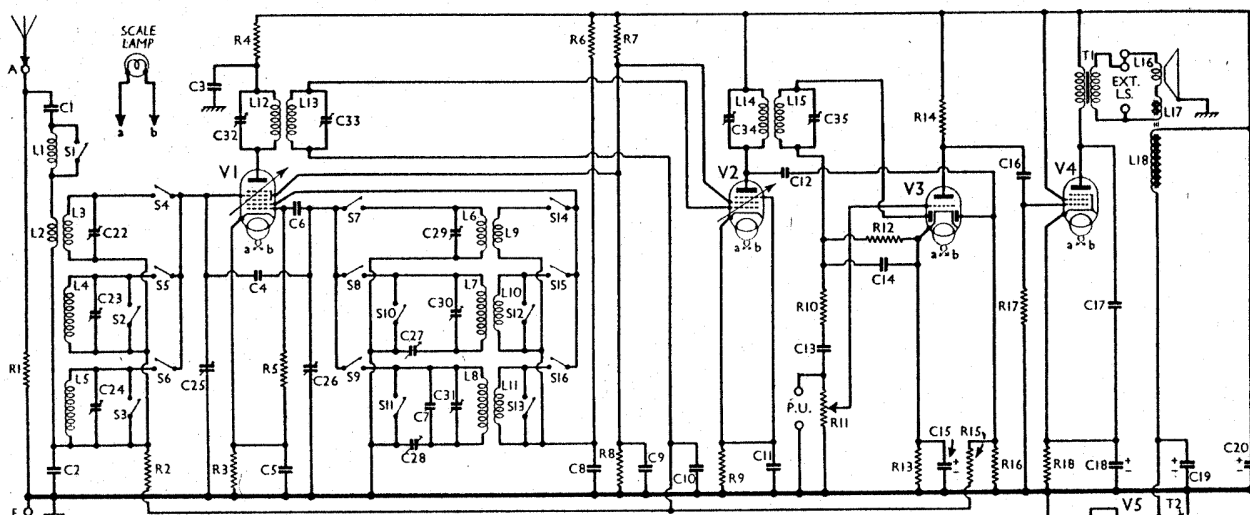 SCALE
LAMP
A
a b
C1
L1
S1
L2
L3
C22
S4
L4
C23
S2
S5
L5
C24
S3
S6
R1
C2
R2
E
R4
C3
L12
L13
C32
C33
V1
a b
C6
C4
C25
R5
C26
R3
C5
S7
L6
C29
L9
S14
S8
S10
C30
L7
L10
S12
S15
C27
S9
S11
C7
C31
L8
L11
S13
S16
C28
R6
R7
C8
R8
C9
C10
L14
L15
C34
C35
V2
C12
a b
R9
C11
R12
C14
R10
C13
P.U.
R11
V3
a b
R14
R13
C15
+
–
R15
R16
C16
R17
V4
a b
T1
L16
EXT.
L.S.
L17
L18
C17
R18
C18
+
–
C19
+
–
C20
+
–
V5
T2